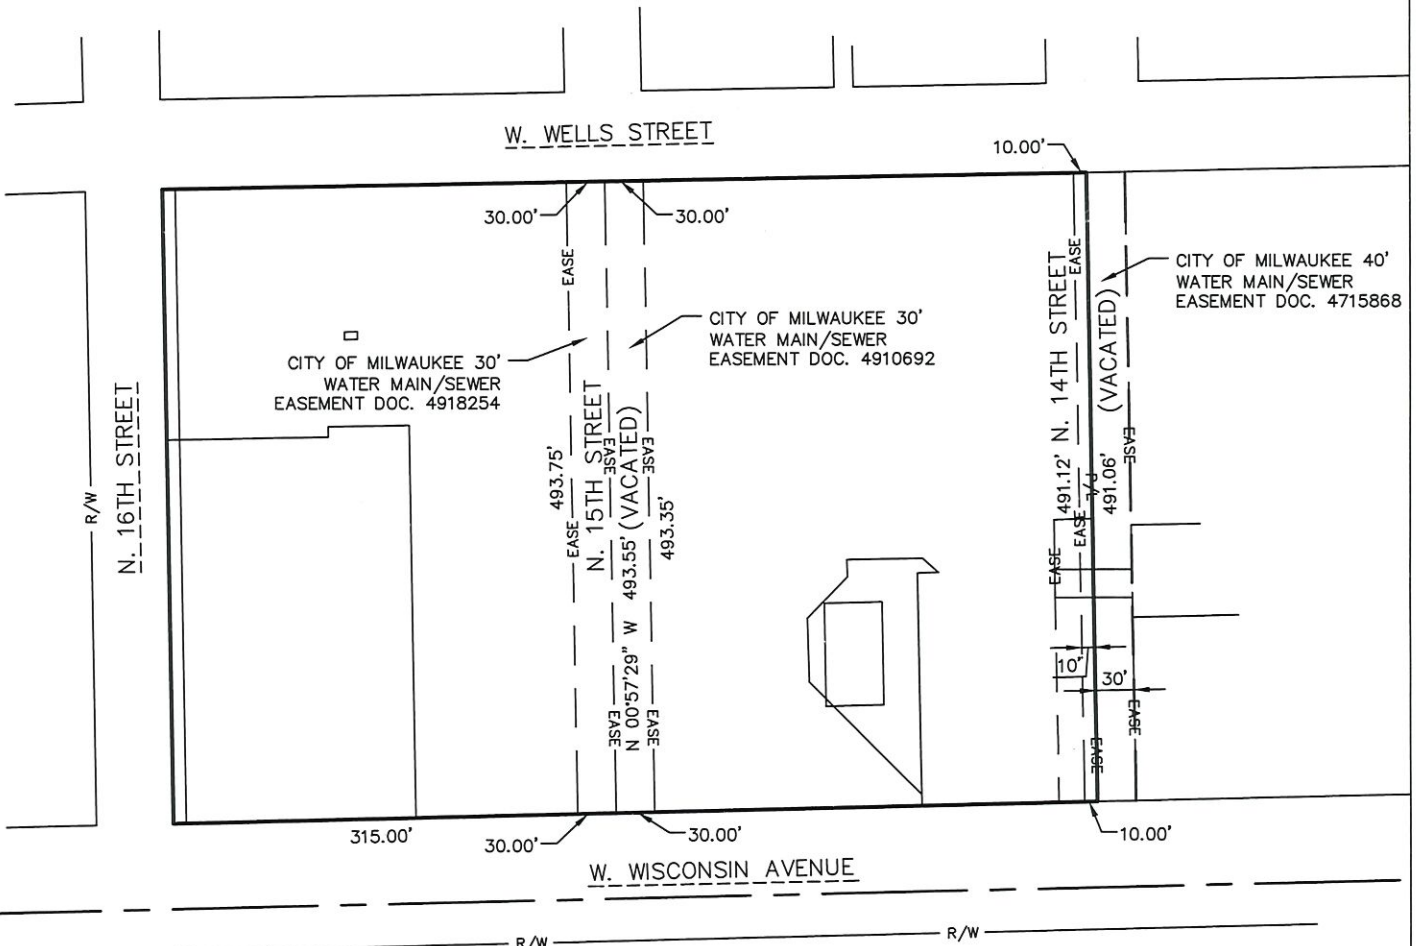 W. WELLS STREET
10.00'
30.00'
30.00'
CITY OF MILWAUKEE 40'
WATER MAIN/SEWER
EASEMENT DOC. 4715868
CITY OF MILWAUKEE 30'
WATER MAIN/SEWER
EASEMENT DOC. 4910692
CITY OF MILWAUKEE 30'
WATER MAIN/SEWER
EASEMENT DOC. 4918254
R/W
N. 16TH STREET
EASE
EASE
493.75'
N. 15TH STREET
EASE
EASE
(VACATED)
N 00°57'29" W 493.55'
EASE
EASE
493.35'
N. 14TH STREET
(VACATED)
EASE
EASE
EASE
491.12'
P/L
491.06'
EASE
EASE
EASE
10'
30'
315.00'
30.00'
30.00'
10.00'
W. WISCONSIN AVENUE
R/W
R/W